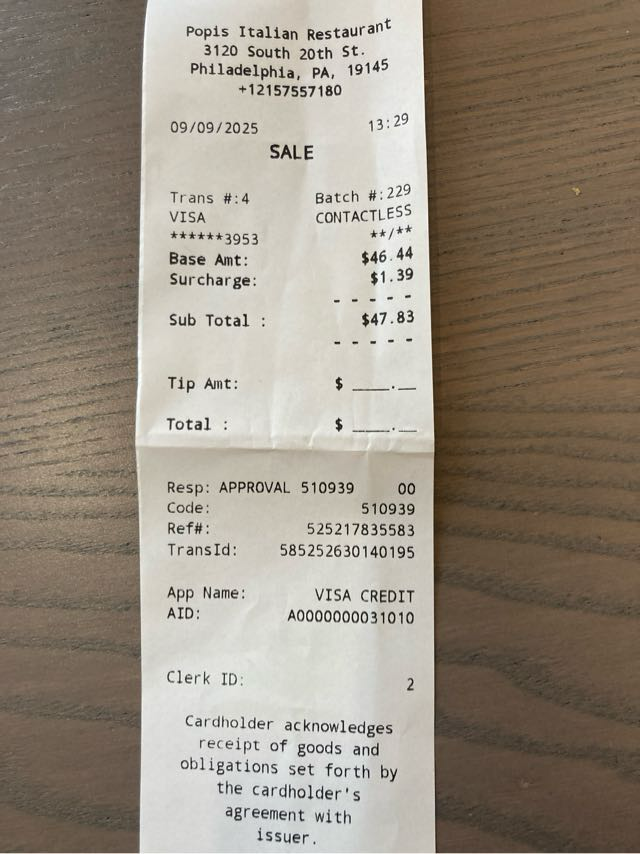 Popis Italian Restaurant
3120 South 20th St.
Philadelphia, PA, 19145
+12157557180
09/09/2025 13:29
SALE
Trans #:4 Batch #:229
VISA CONTACTLESS
******3953 **/**
Base Amt: $46.44
Surcharge: $1.39
- - - - -
Sub Total : $47.83
- - - - -
Tip Amt: $ ____.__
Total : $ ____.__
Resp: APPROVAL 510939 00
Code: 510939
Ref#: 525217835583
TransId: 585252630140195
App Name: VISA CREDIT
AID: A0000000031010
Clerk ID: 2
Cardholder acknowledges
receipt of goods and
obligations set forth by
the cardholder's
agreement with
issuer.